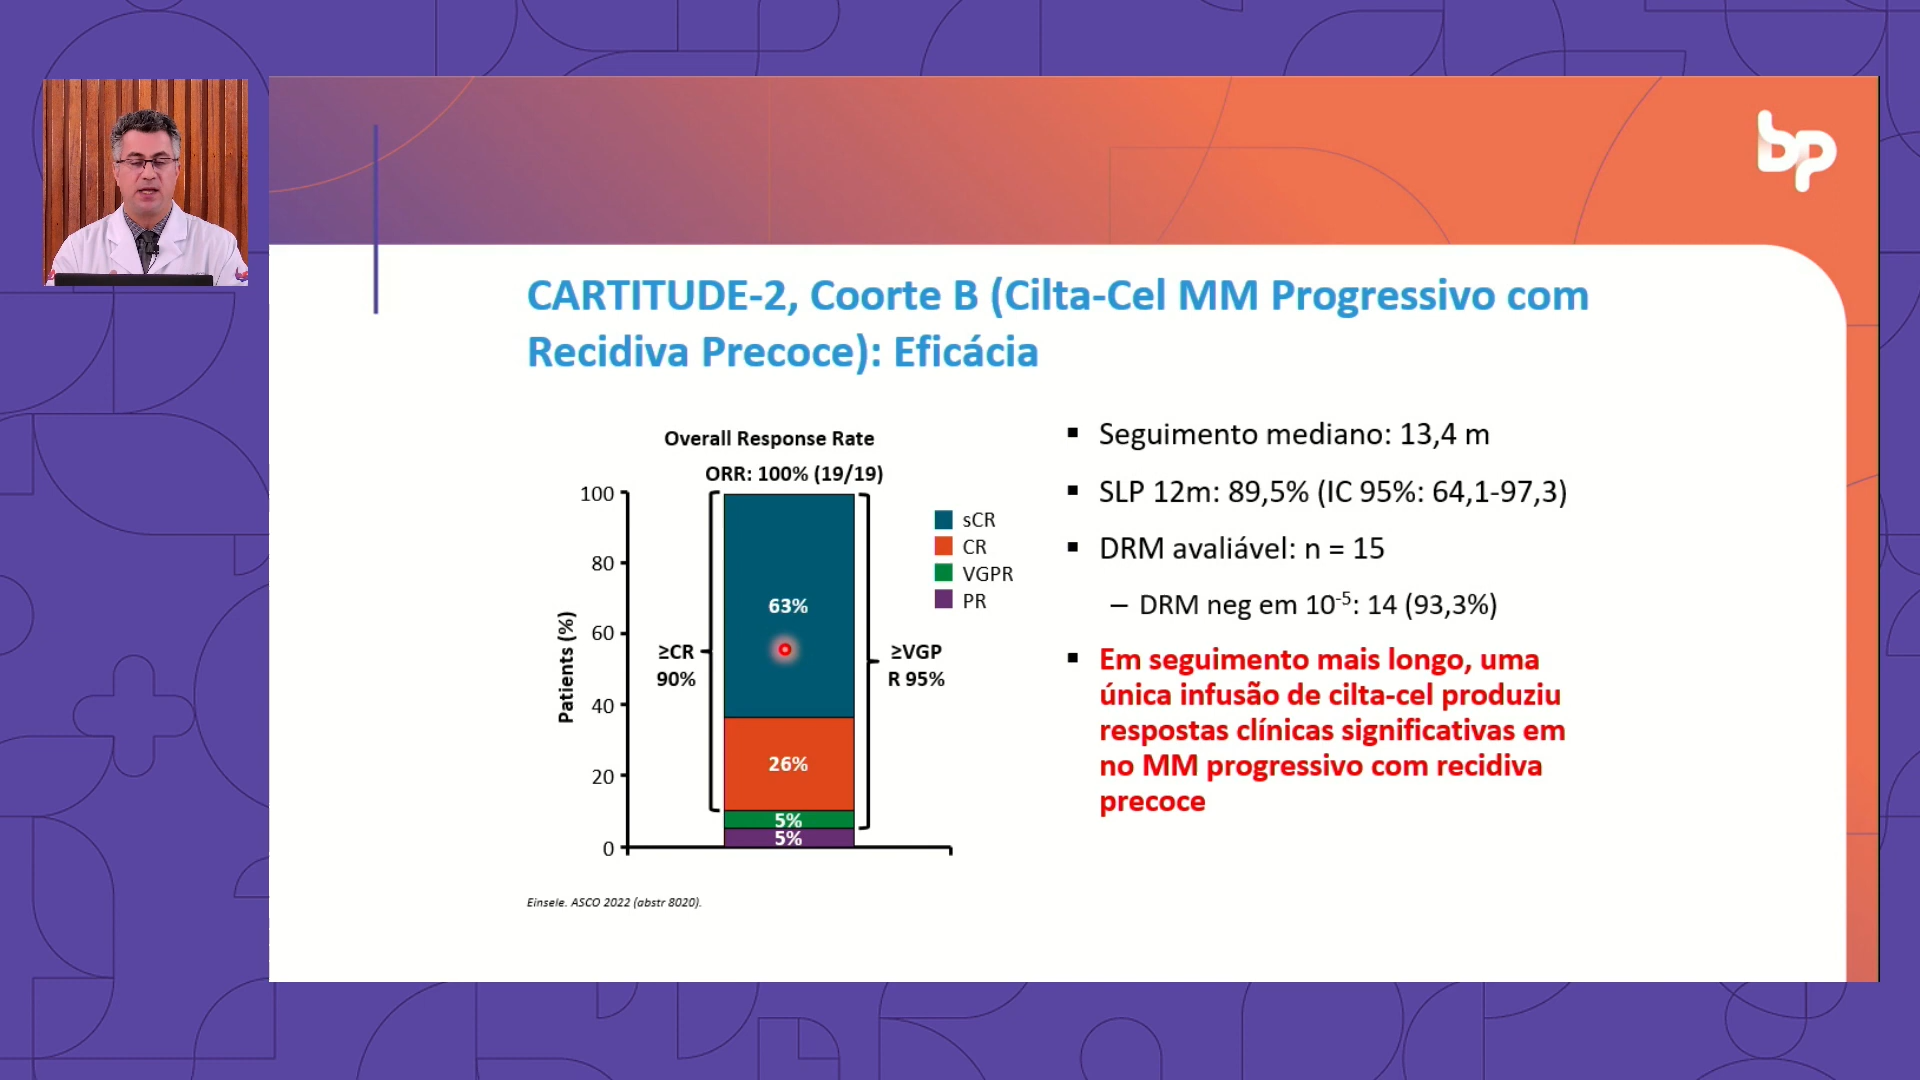 bp
CARTITUDE-2, Coorte B (Cilta-Cel MM Progressivo com
Recidiva Precoce): Eficácia
Overall Response Rate
ORR: 100% (19/19)
100
80
60
40
20
0
Patients (%)
≥CR
90%
63%
26%
5%
5%
≥VGP
R 95%
sCR
CR
VGPR
PR
▪ Seguimento mediano: 13,4 m
▪ SLP 12m: 89,5% (IC 95%: 64,1-97,3)
▪ DRM avaliável: n = 15
– DRM neg em 10⁻⁵: 14 (93,3%)
▪ Em seguimento mais longo, uma
única infusão de cilta-cel produziu
respostas clínicas significativas em
no MM progressivo com recidiva
precoce
Einsele. ASCO 2022 (abstr 8020).